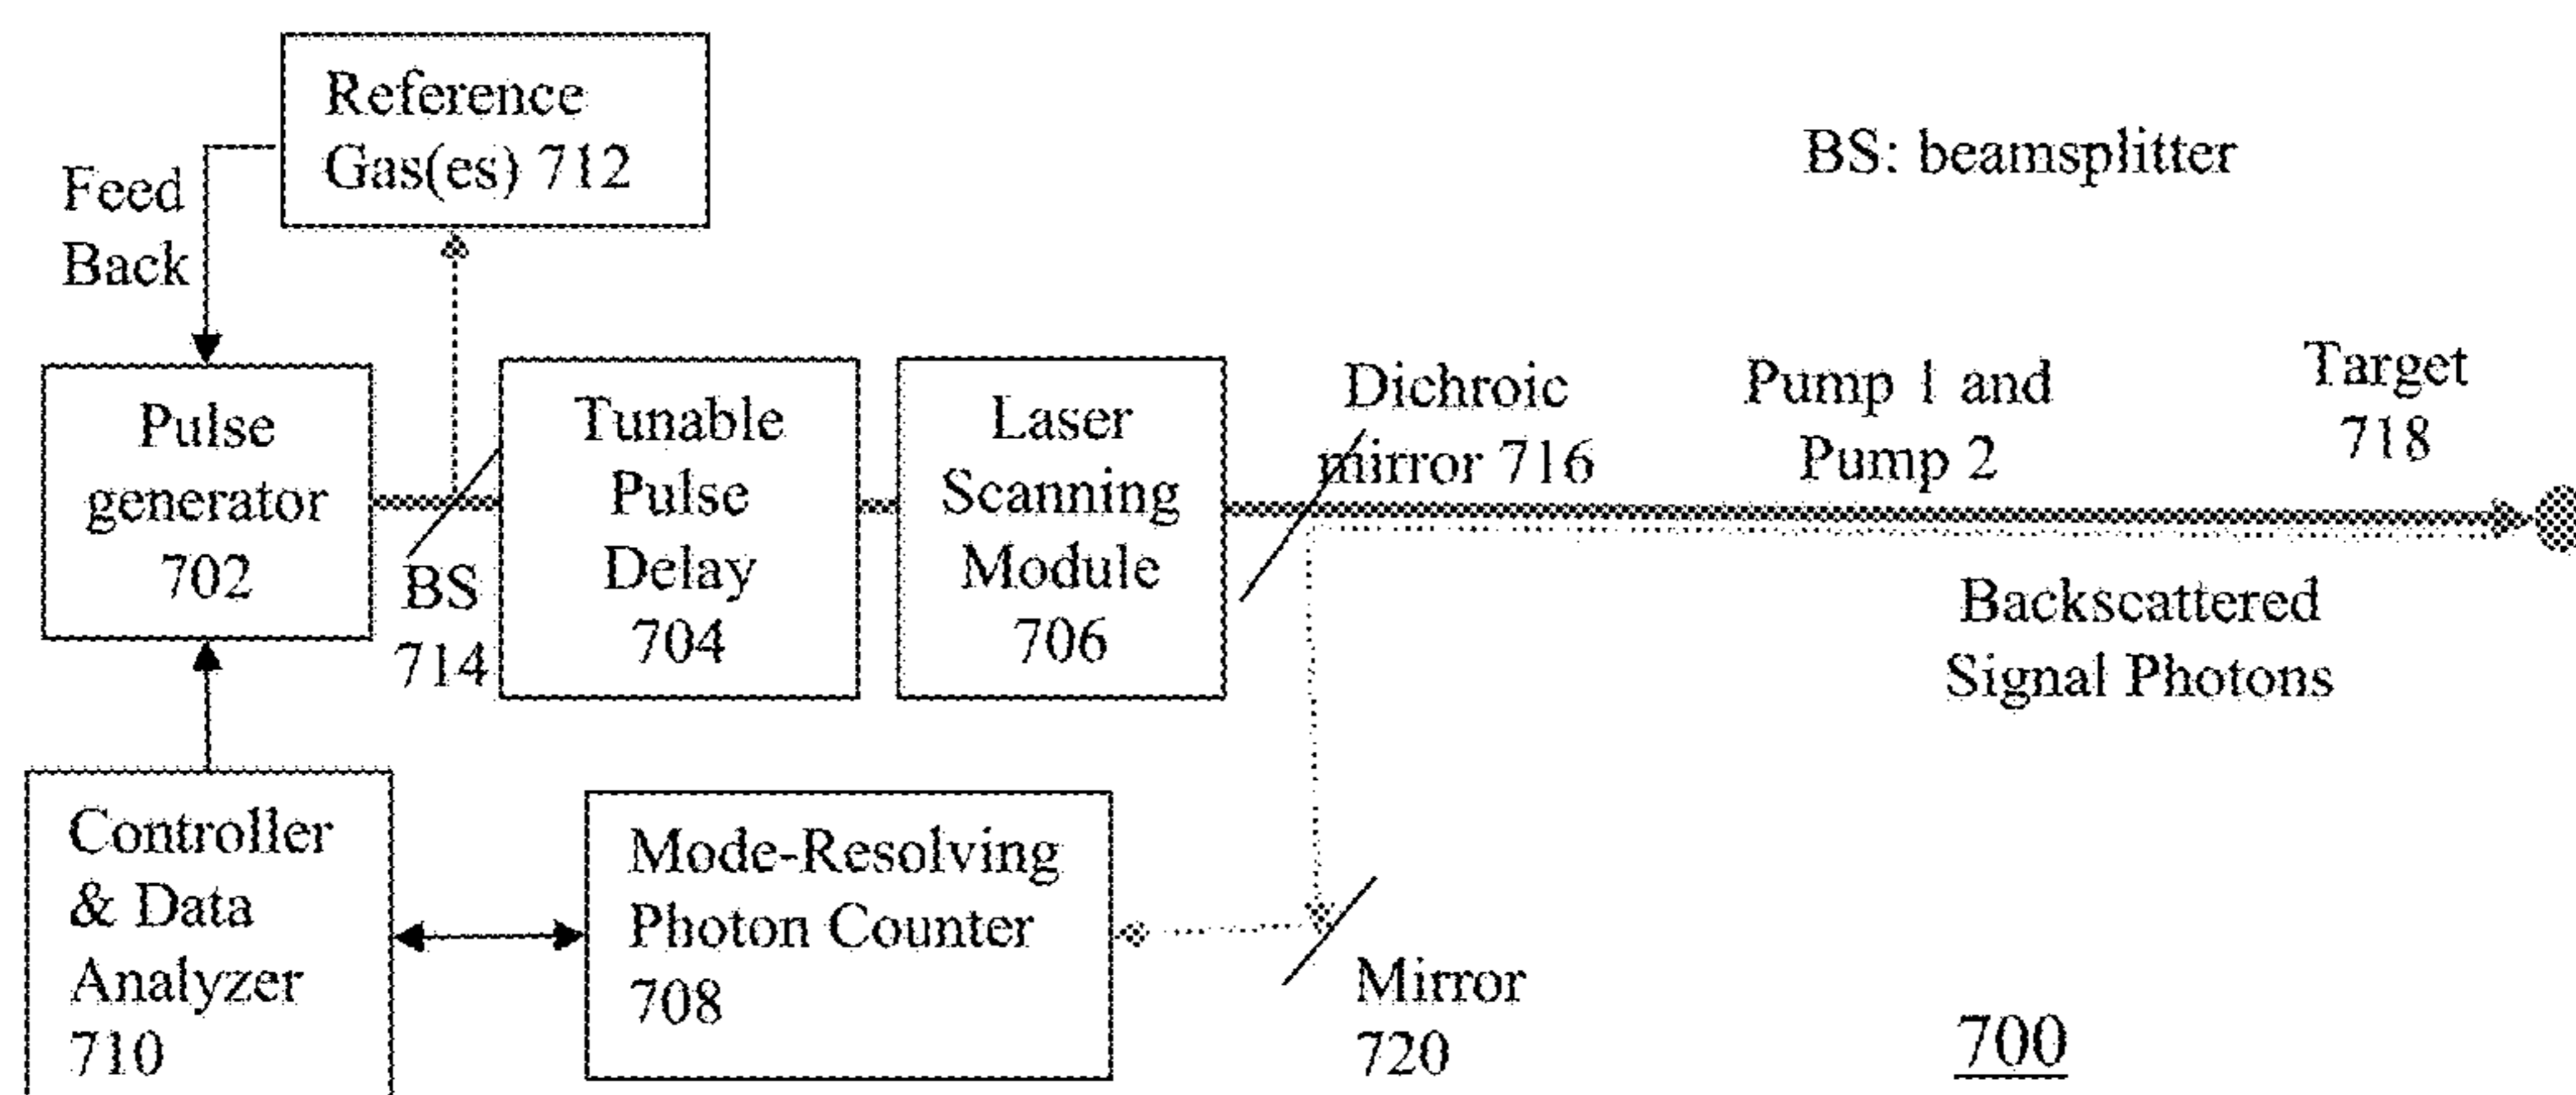 Reference
Gas(es) 712
BS: beamsplitter
Feed
Back
Pulse
generator
702
BS
714
Tunable
Pulse
Delay
704
Laser
Scanning
Module
706
Dichroic
mirror 716
Pump 1 and
Pump 2
Target
718
Backscattered
Signal Photons
Controller
& Data
Analyzer
710
Mode-Resolving
Photon Counter
708
Mirror
720
700